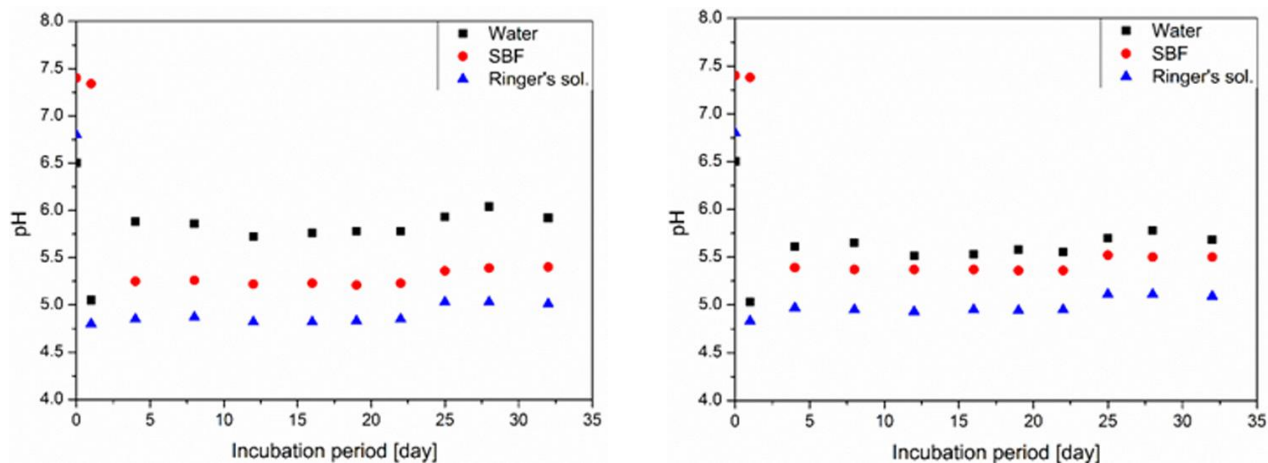 8.0
7.5
7.0
6.5
6.0
5.5
5.0
4.5
4.0
pH
0 5 10 15 20 25 30 35
Incubation period [day]
Water
SBF
Ringer's sol.
8.0
7.5
7.0
6.5
6.0
5.5
5.0
4.5
4.0
pH
0 5 10 15 20 25 30 35
Incubation period [day]
Water
SBF
Ringer's sol.